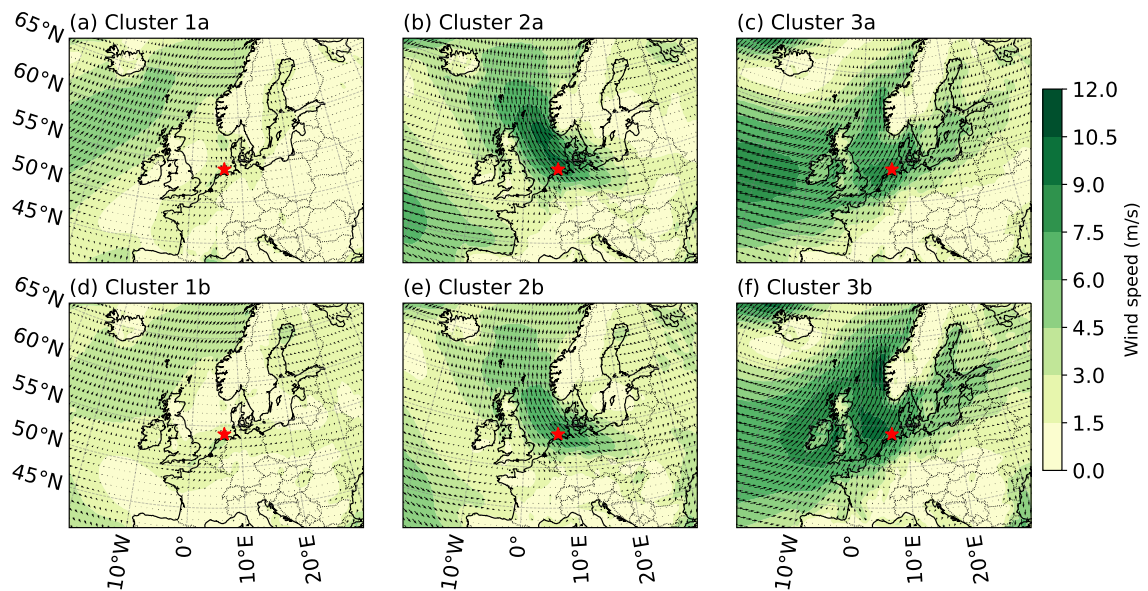 (a) Cluster 1a
(b) Cluster 2a
(c) Cluster 3a
65°N
60°N
55°N
50°N
45°N
12.0
10.5
9.0
7.5
6.0
4.5
3.0
1.5
0.0
Wind speed (m/s)
(d) Cluster 1b
(e) Cluster 2b
(f) Cluster 3b
65°N
60°N
55°N
50°N
45°N
10°W
0°
10°E
20°E
10°W
0°
10°E
20°E
10°W
0°
10°E
20°E